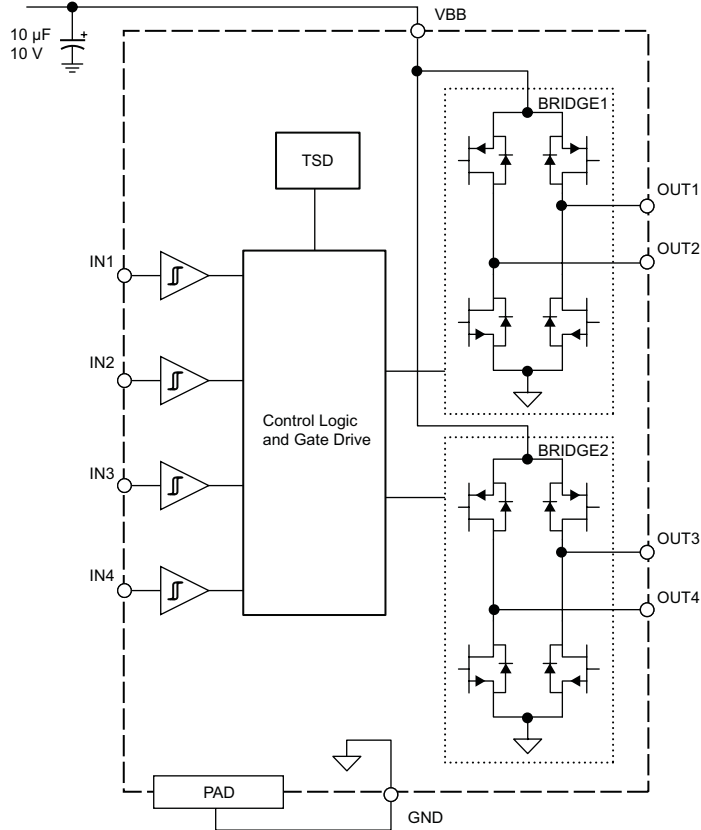 VBB
10 µF
10 V
+
BRIDGE1
TSD
OUT1
OUT2
IN1
IN2
Control Logic
and Gate Drive
BRIDGE2
IN3
OUT3
IN4
OUT4
PAD
GND